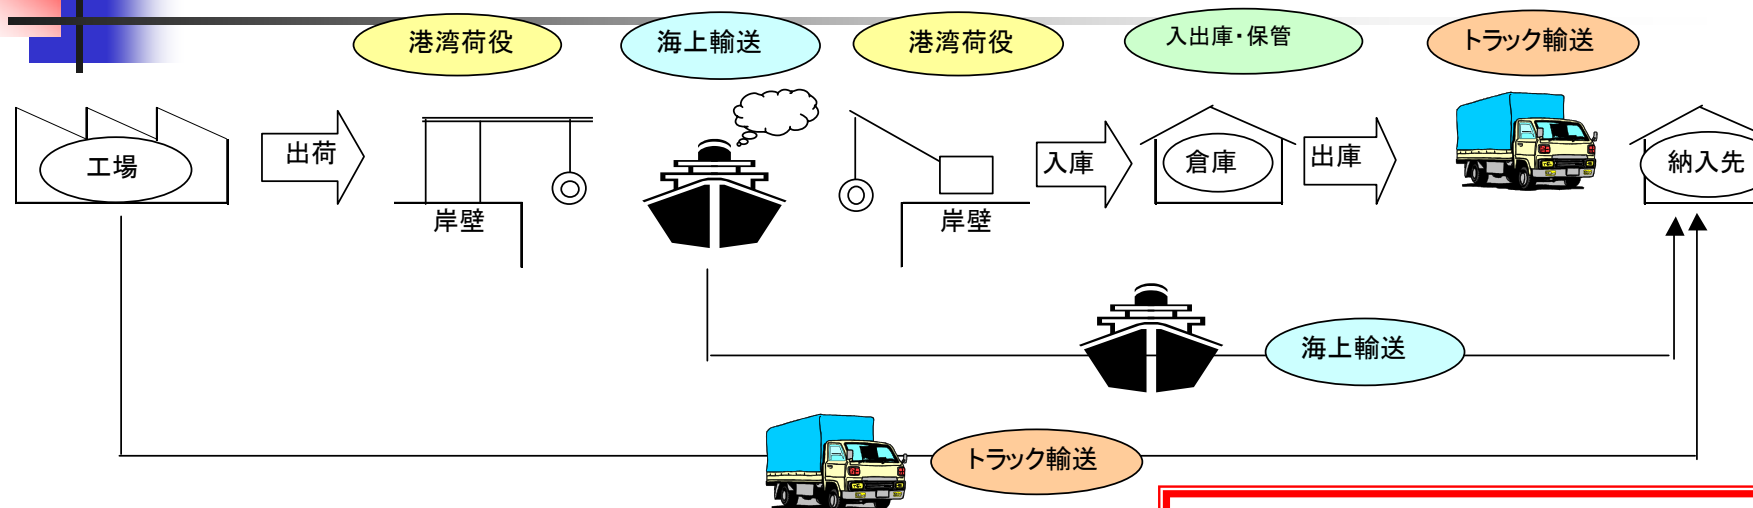 港湾荷役
海上輸送
港湾荷役
入出庫・保管
トラック輸送
工場
出荷
岸壁
岸壁
入庫
倉庫
出庫
納入先
海上輸送
トラック輸送